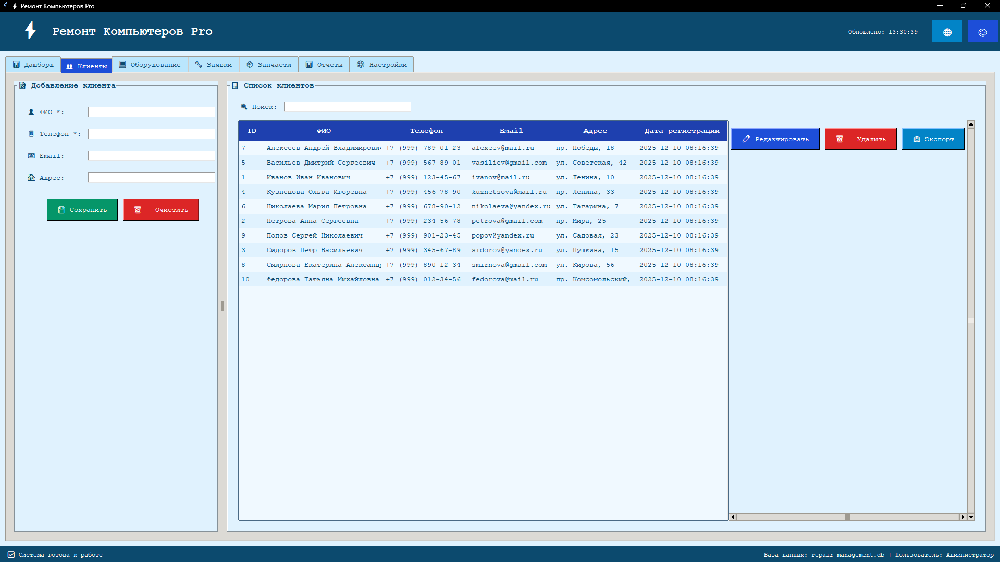 Ремонт Компьютеров Pro
Ремонт Компьютеров Pro
Обновлено: 13:30:39
Дашборд Клиенты Оборудование Заявки Запчасти Отчеты Настройки
Добавление клиента
ФИО *:
Телефон *:
Email:
Адрес:
Сохранить Очистить
Список клиентов
Поиск:
ID ФИО Телефон Email Адрес Дата регистрации
7 Алексеев Андрей Владимирович +7 (999) 789-01-23 alexeev@mail.ru пр. Победы, 18 2025-12-10 08:16:39
5 Васильев Дмитрий Сергеевич +7 (999) 567-89-01 vasiliev@gmail.com ул. Советская, 42 2025-12-10 08:16:39
1 Иванов Иван Иванович +7 (999) 123-45-67 ivanov@mail.ru ул. Ленина, 10 2025-12-10 08:16:39
4 Кузнецова Ольга Игоревна +7 (999) 456-78-90 kuznetsova@mail.ru пр. Ленина, 33 2025-12-10 08:16:39
6 Николаева Мария Петровна +7 (999) 678-90-12 nikolaeva@yandex.ru ул. Гагарина, 7 2025-12-10 08:16:39
2 Петрова Анна Сергеевна +7 (999) 234-56-78 petrova@gmail.com пр. Мира, 25 2025-12-10 08:16:39
9 Попов Сергей Николаевич +7 (999) 901-23-45 popov@yandex.ru ул. Садовая, 23 2025-12-10 08:16:39
3 Сидоров Петр Васильевич +7 (999) 345-67-89 sidorov@yandex.ru ул. Пушкина, 15 2025-12-10 08:16:39
8 Смирнова Екатерина Александр +7 (999) 890-12-34 smirnova@gmail.com ул. Кирова, 56 2025-12-10 08:16:39
10 Федорова Татьяна Михайловна +7 (999) 012-34-56 fedorova@mail.ru пр. Комсомольский, 2025-12-10 08:16:39
Редактировать Удалить Экспорт
Система готова к работе
База данных: repair_management.db | Пользователь: Администратор